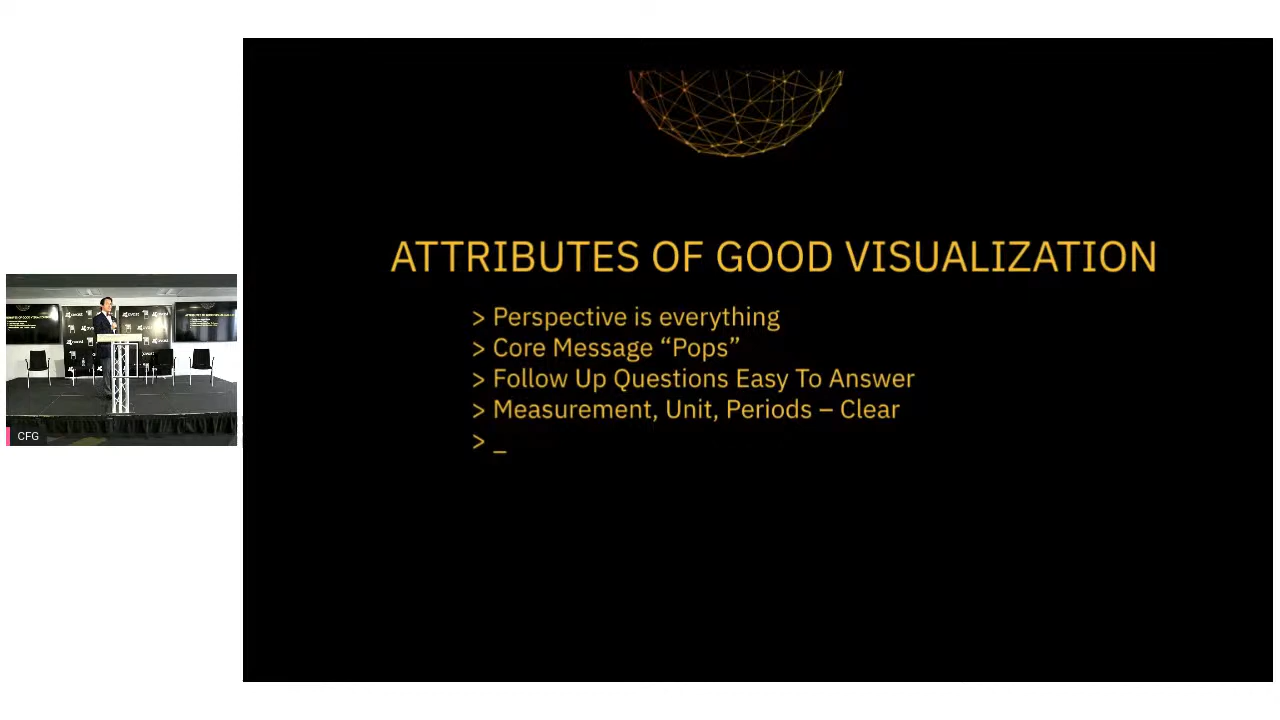 ATTRIBUTES OF GOOD VISUALIZATION
> Perspective is everything
> Core Message “Pops”
> Follow Up Questions Easy To Answer
> Measurement, Unit, Periods – Clear
> _
CFG